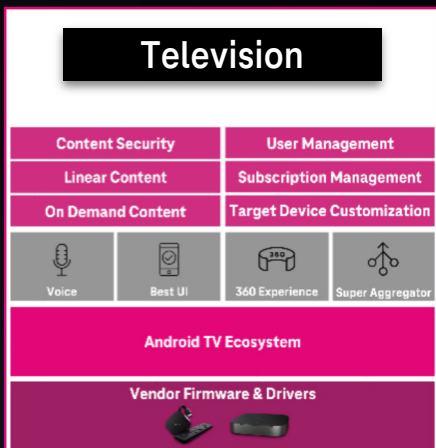 Television
Content Security
User Management
Linear Content
Subscription Management
On Demand Content
Target Device Customization
360
Voice
Best UI
360 Experience
Super Aggregator
Android TV Ecosystem
Vendor Firmware & Drivers